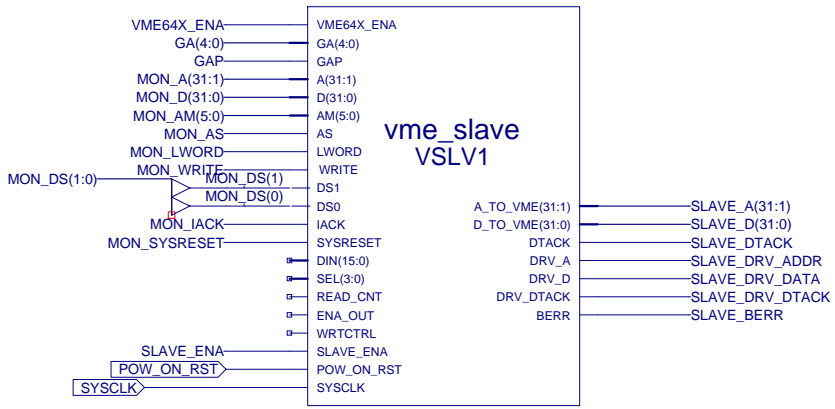 VME64X_ENA VME64X_ENA
GA(4:0) GA(4:0)
GAP GAP
MON_A(31:1) A(31:1)
MON_D(31:0) D(31:0)
MON_AM(5:0) AM(5:0)
vme_slave
MON_AS AS
VSLV1
MON_LWORD LWORD
MON_WRITE WRITE
MON_DS(1:0) MON_DS(1) DS1
MON_DS(0) DS0 A_TO_VME(31:1) SLAVE_A(31:1)
MON_IACK IACK D_TO_VME(31:0) SLAVE_D(31:0)
MON_SYSRESET SYSRESET DTACK SLAVE_DTACK
DIN(15:0) DRV_A SLAVE_DRV_ADDR
SEL(3:0) DRV_D SLAVE_DRV_DATA
READ_CNT DRV_DTACK SLAVE_DRV_DTACK
ENA_OUT BERR SLAVE_BERR
WRTCTRL
SLAVE_ENA SLAVE_ENA
POW_ON_RST POW_ON_RST
SYSCLK SYSCLK